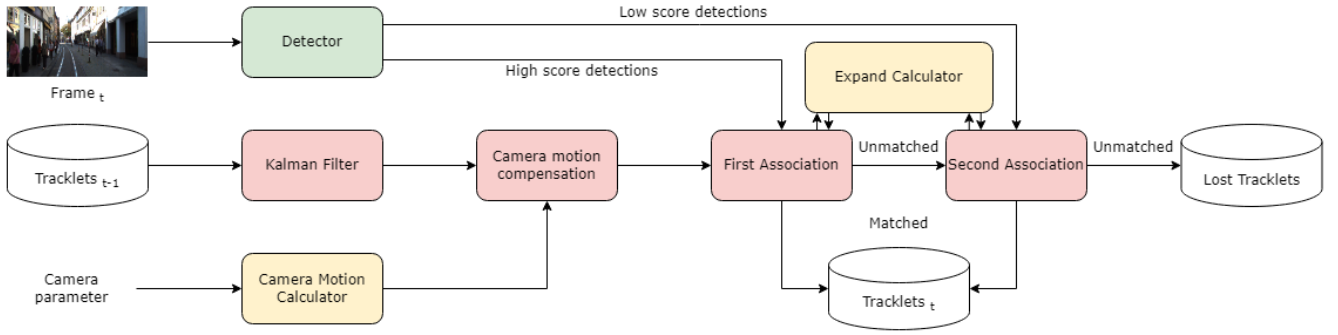 Low score detections
Detector
High score detections
Expand Calculator
Frame t
Tracklets t-1
Kalman Filter
Camera motion
compensation
First Association
Unmatched
Second Association
Unmatched
Lost Tracklets
Matched
Camera
parameter
Camera Motion
Calculator
Tracklets t